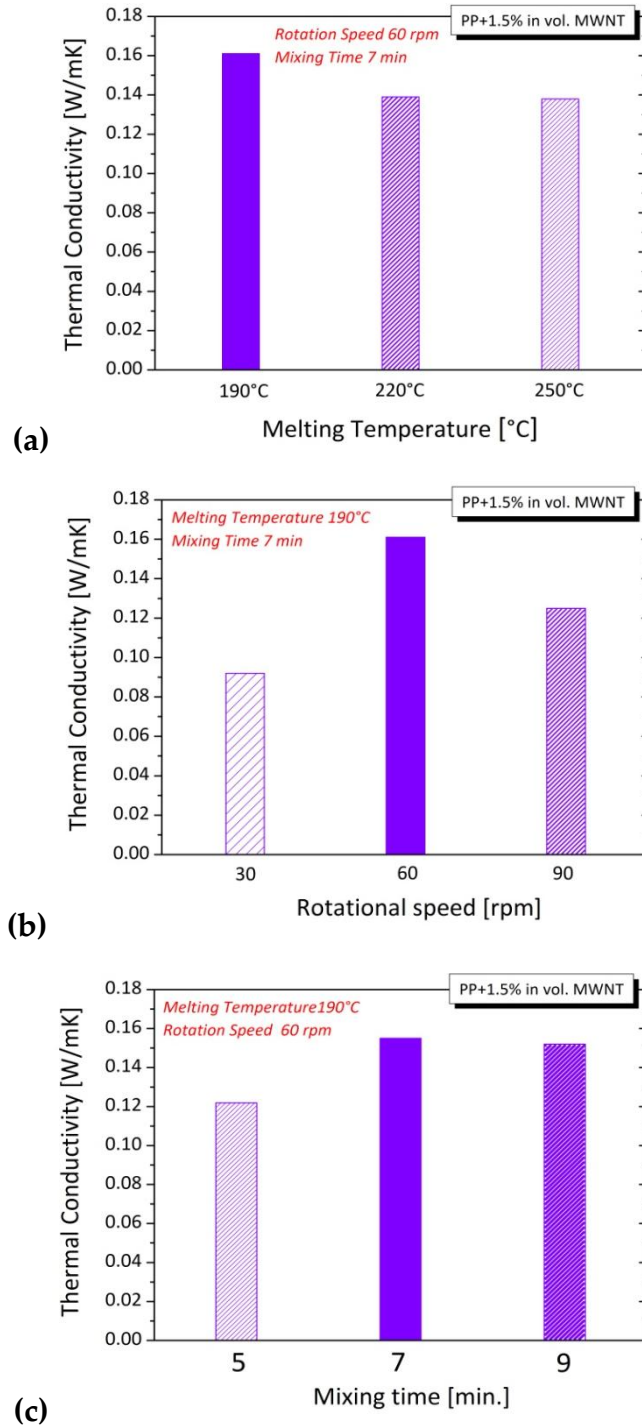 PP+1.5% in vol. MWNT
Rotation Speed 60 rpm
Mixing Time 7 min
Thermal Conductivity [W/mK]
0.18
0.16
0.14
0.12
0.10
0.08
0.06
0.04
0.02
0.00
190°C 220°C 250°C
Melting Temperature [°C]
(a)
PP+1.5% in vol. MWNT
Melting Temperature 190°C
Mixing Time 7 min
Thermal Conductivity [W/mK]
0.18
0.16
0.14
0.12
0.10
0.08
0.06
0.04
0.02
0.00
30 60 90
Rotational speed [rpm]
(b)
PP+1.5% in vol. MWNT
Melting Temperature190°C
Rotation Speed 60 rpm
Thermal Conductivity [W/mK]
0.18
0.16
0.14
0.12
0.10
0.08
0.06
0.04
0.02
0.00
5 7 9
Mixing time [min.]
(c)